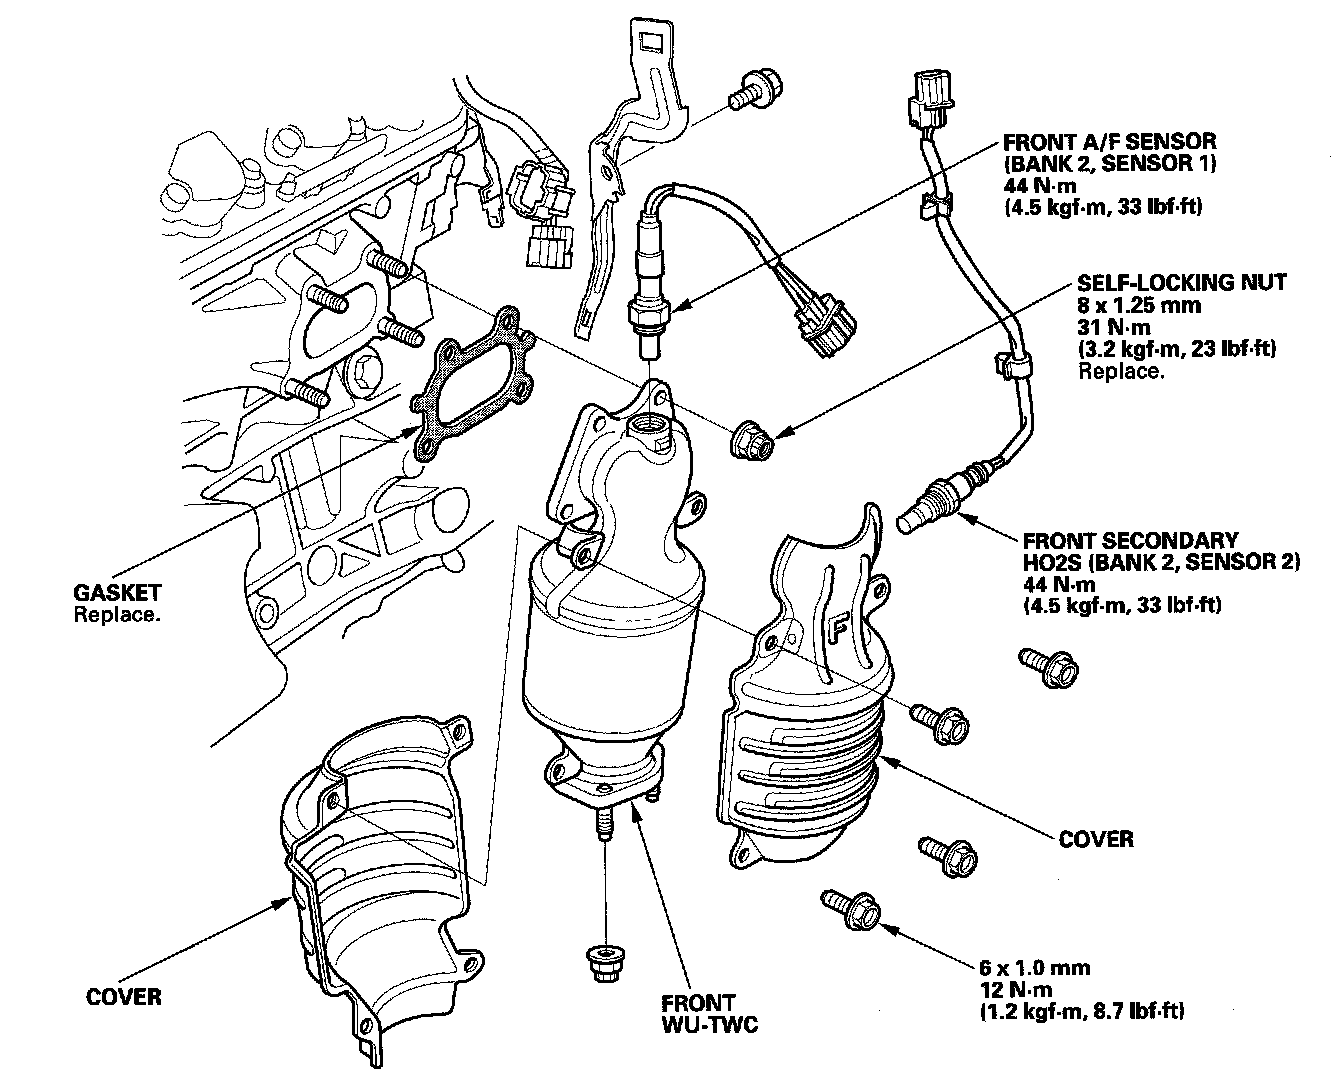 FRONT A/F SENSOR
(BANK 2, SENSOR 1)
44 N·m
(4.5 kgf·m, 33 lbf·ft)
SELF-LOCKING NUT
8 x 1.25 mm
31 N·m
(3.2 kgf·m, 23 lbf·ft)
Replace.
FRONT SECONDARY
HO2S (BANK 2, SENSOR 2)
44 N·m
(4.5 kgf·m, 33 lbf·ft)
GASKET
Replace.
F
COVER
COVER
FRONT
WU-TWC
6 x 1.0 mm
12 N·m
(1.2 kgf·m, 8.7 lbf·ft)